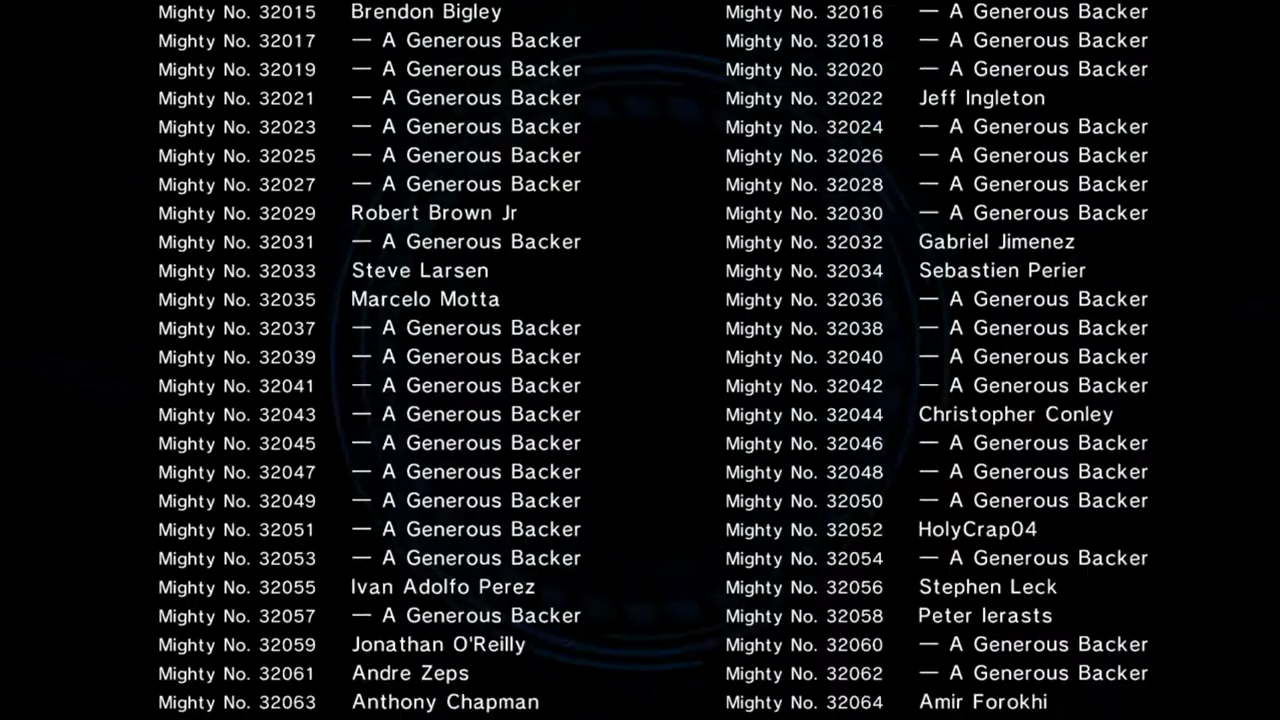 Mighty No. 32015 Brendon Bigley Mighty No. 32016 — A Generous Backer
Mighty No. 32017 — A Generous Backer Mighty No. 32018 — A Generous Backer
Mighty No. 32019 — A Generous Backer Mighty No. 32020 — A Generous Backer
Mighty No. 32021 — A Generous Backer Mighty No. 32022 Jeff Ingleton
Mighty No. 32023 — A Generous Backer Mighty No. 32024 — A Generous Backer
Mighty No. 32025 — A Generous Backer Mighty No. 32026 — A Generous Backer
Mighty No. 32027 — A Generous Backer Mighty No. 32028 — A Generous Backer
Mighty No. 32029 Robert Brown Jr Mighty No. 32030 — A Generous Backer
Mighty No. 32031 — A Generous Backer Mighty No. 32032 Gabriel Jimenez
Mighty No. 32033 Steve Larsen Mighty No. 32034 Sebastien Perier
Mighty No. 32035 Marcelo Motta Mighty No. 32036 — A Generous Backer
Mighty No. 32037 — A Generous Backer Mighty No. 32038 — A Generous Backer
Mighty No. 32039 — A Generous Backer Mighty No. 32040 — A Generous Backer
Mighty No. 32041 — A Generous Backer Mighty No. 32042 — A Generous Backer
Mighty No. 32043 — A Generous Backer Mighty No. 32044 Christopher Conley
Mighty No. 32045 — A Generous Backer Mighty No. 32046 — A Generous Backer
Mighty No. 32047 — A Generous Backer Mighty No. 32048 — A Generous Backer
Mighty No. 32049 — A Generous Backer Mighty No. 32050 — A Generous Backer
Mighty No. 32051 — A Generous Backer Mighty No. 32052 HolyCrap04
Mighty No. 32053 — A Generous Backer Mighty No. 32054 — A Generous Backer
Mighty No. 32055 Ivan Adolfo Perez Mighty No. 32056 Stephen Leck
Mighty No. 32057 — A Generous Backer Mighty No. 32058 Peter Ierasts
Mighty No. 32059 Jonathan O'Reilly Mighty No. 32060 — A Generous Backer
Mighty No. 32061 Andre Zeps Mighty No. 32062 — A Generous Backer
Mighty No. 32063 Anthony Chapman Mighty No. 32064 Amir Forokhi